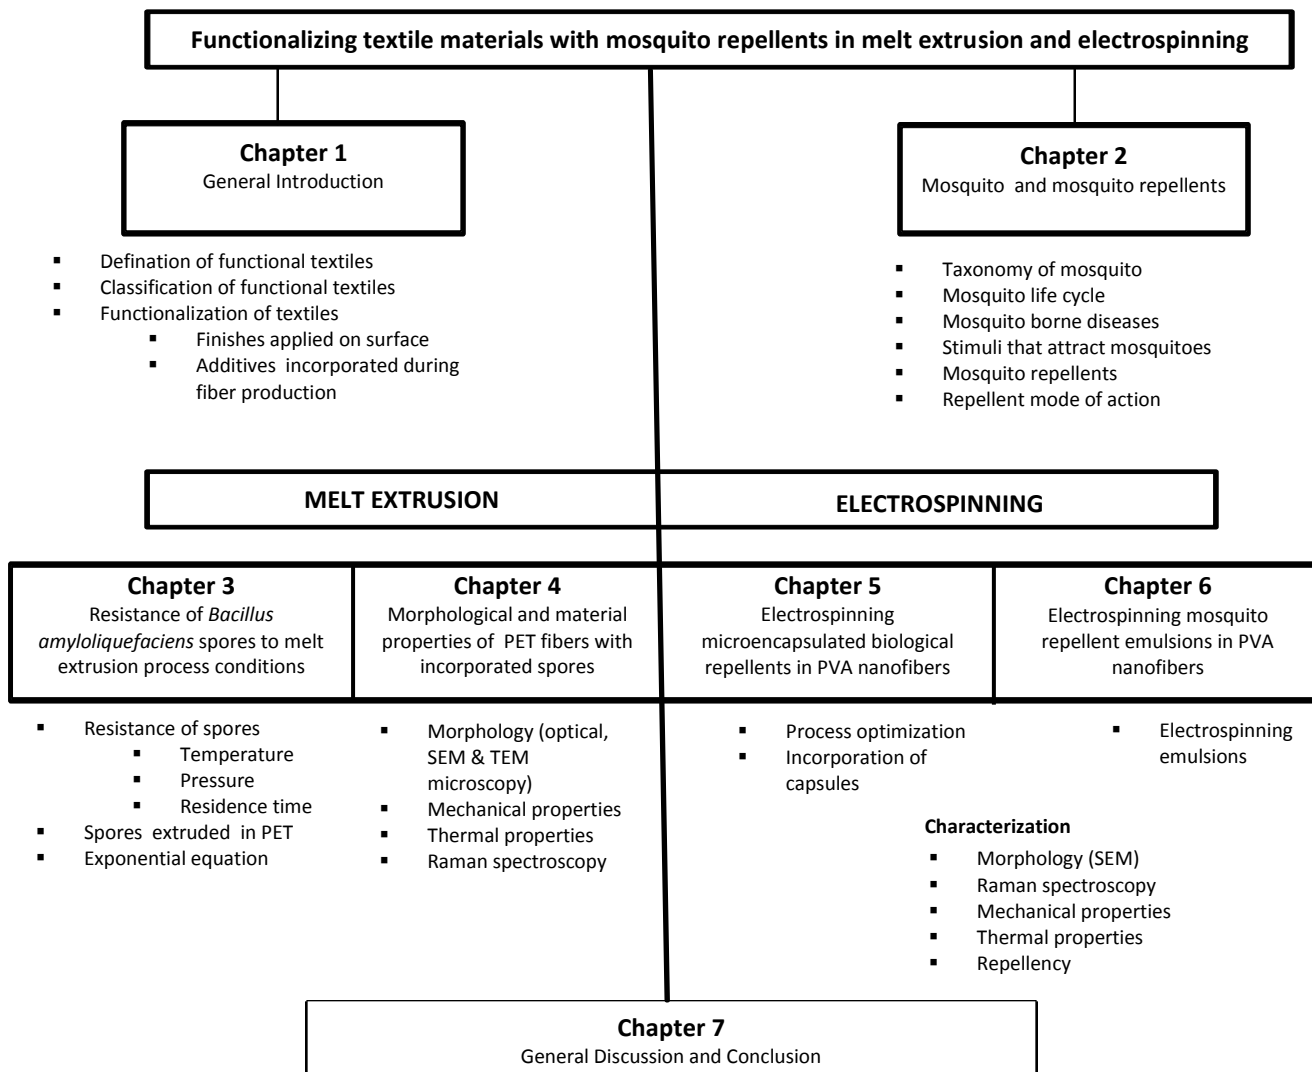 Functionalizing textile materials with mosquito repellents in melt extrusion and electrospinning
Chapter 1
General Introduction
Chapter 2
Mosquito and mosquito repellents
▪ Defination of functional textiles
▪ Classification of functional textiles
▪ Functionalization of textiles
▪ Finishes applied on surface
▪ Additives incorporated during
fiber production
▪ Taxonomy of mosquito
▪ Mosquito life cycle
▪ Mosquito borne diseases
▪ Stimuli that attract mosquitoes
▪ Mosquito repellents
▪ Repellent mode of action
MELT EXTRUSION
ELECTROSPINNING
Chapter 3
Resistance of Bacillus
amyloliquefaciens spores to melt
extrusion process conditions
Chapter 4
Morphological and material
properties of PET fibers with
incorporated spores
Chapter 5
Electrospinning
microencapsulated biological
repellents in PVA nanofibers
Chapter 6
Electrospinning mosquito
repellent emulsions in PVA
nanofibers
▪ Resistance of spores
▪ Temperature
▪ Pressure
▪ Residence time
▪ Spores extruded in PET
▪ Exponential equation
▪ Morphology (optical,
SEM & TEM
microscopy)
▪ Mechanical properties
▪ Thermal properties
▪ Raman spectroscopy
▪ Process optimization
▪ Incorporation of
capsules
▪ Electrospinning
emulsions
Characterization
▪ Morphology (SEM)
▪ Raman spectroscopy
▪ Mechanical properties
▪ Thermal properties
▪ Repellency
Chapter 7
General Discussion and Conclusion